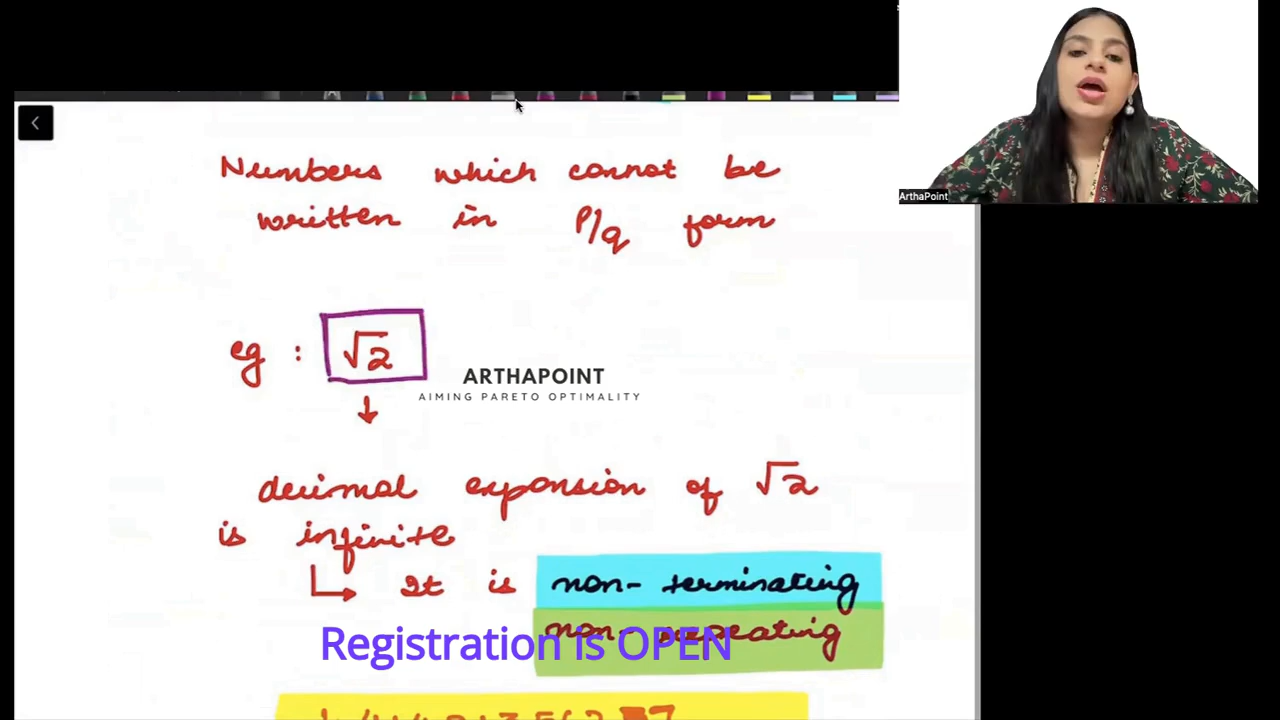 ArthaPoint
Numbers which cannot be
written in P/q form
eg : √2
ARTHAPOINT
AIMING PARETO OPTIMALITY
decimal expansion of √2
is infinite
It is non-terminating
non-repeating
Registration is OPEN